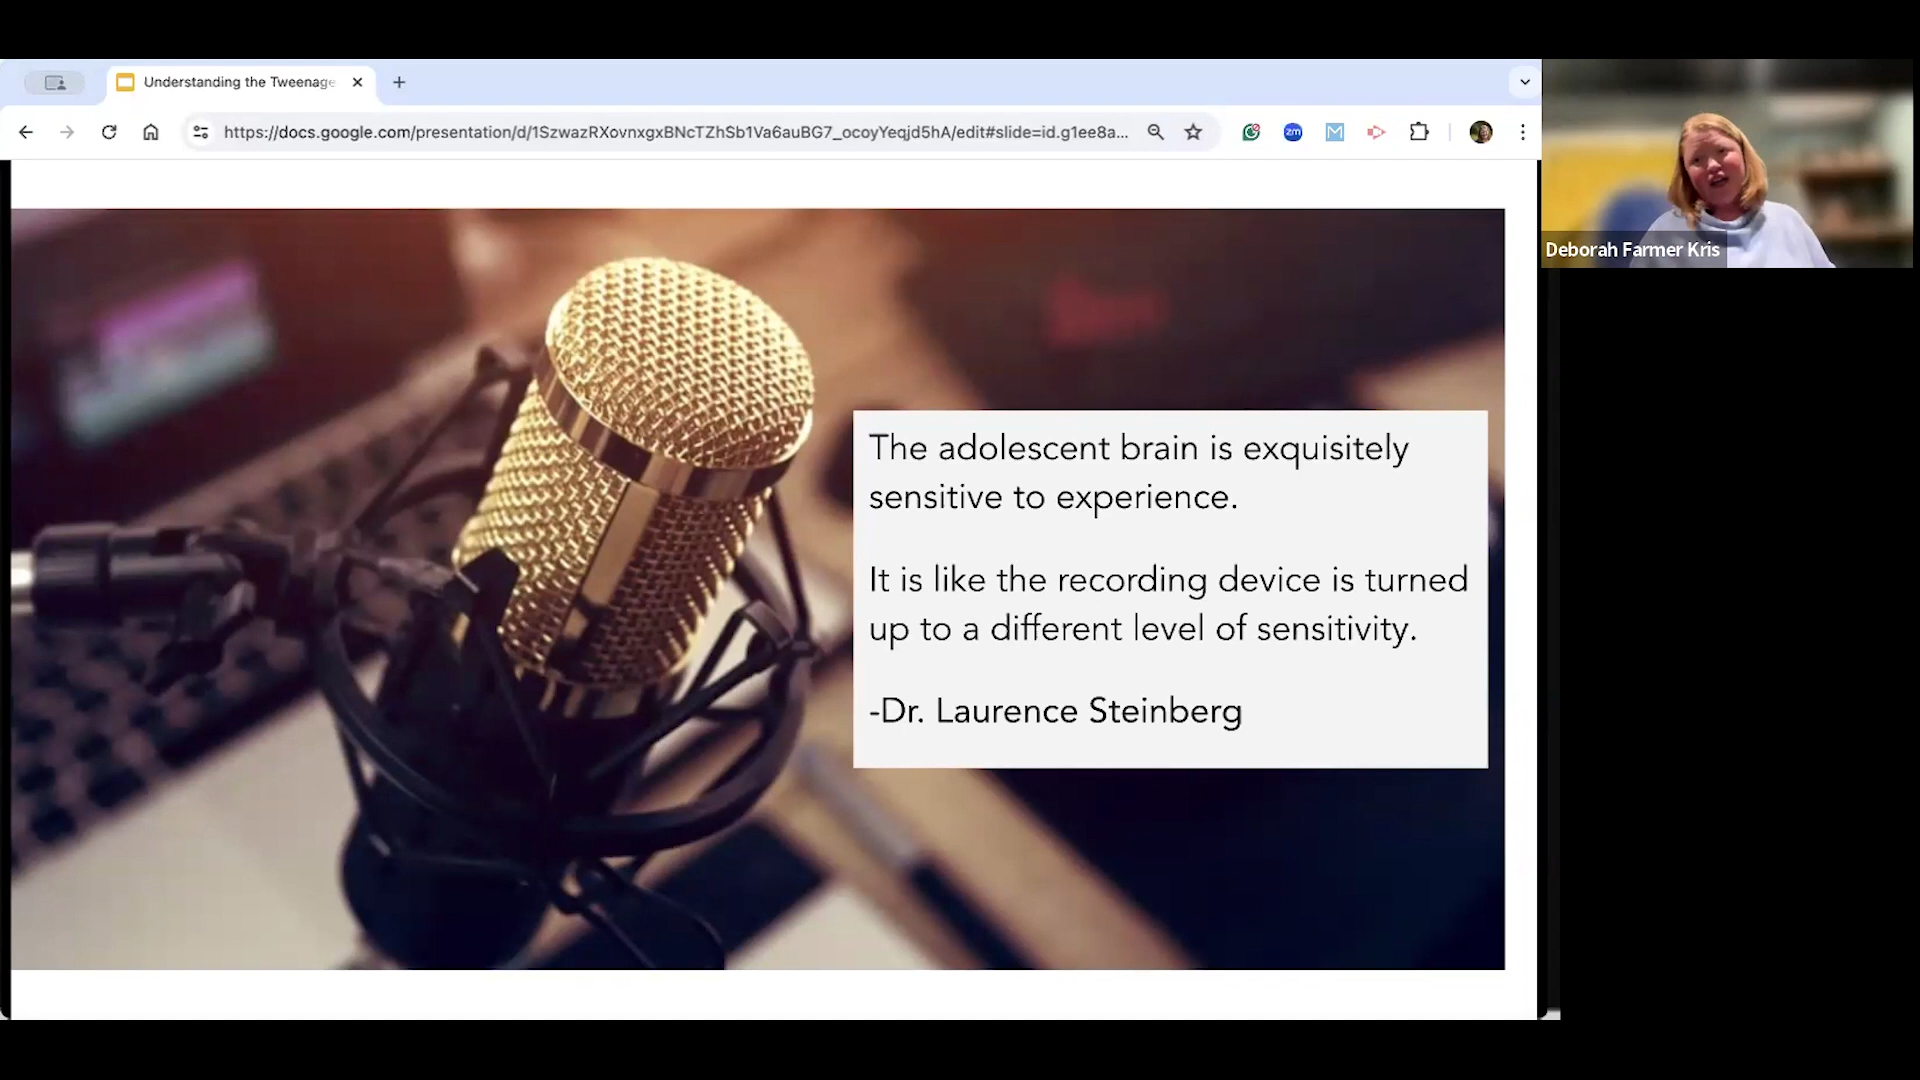 Understanding the Tweenage
https://docs.google.com/presentation/d/1SzwazRXovnxgxBNcTZhSb1Va6auBG7_ocoyYeqjd5hA/edit#slide=id.g1ee8a...
zm
M
Deborah Farmer Kris
The adolescent brain is exquisitely
sensitive to experience.
It is like the recording device is turned
up to a different level of sensitivity.
-Dr. Laurence Steinberg